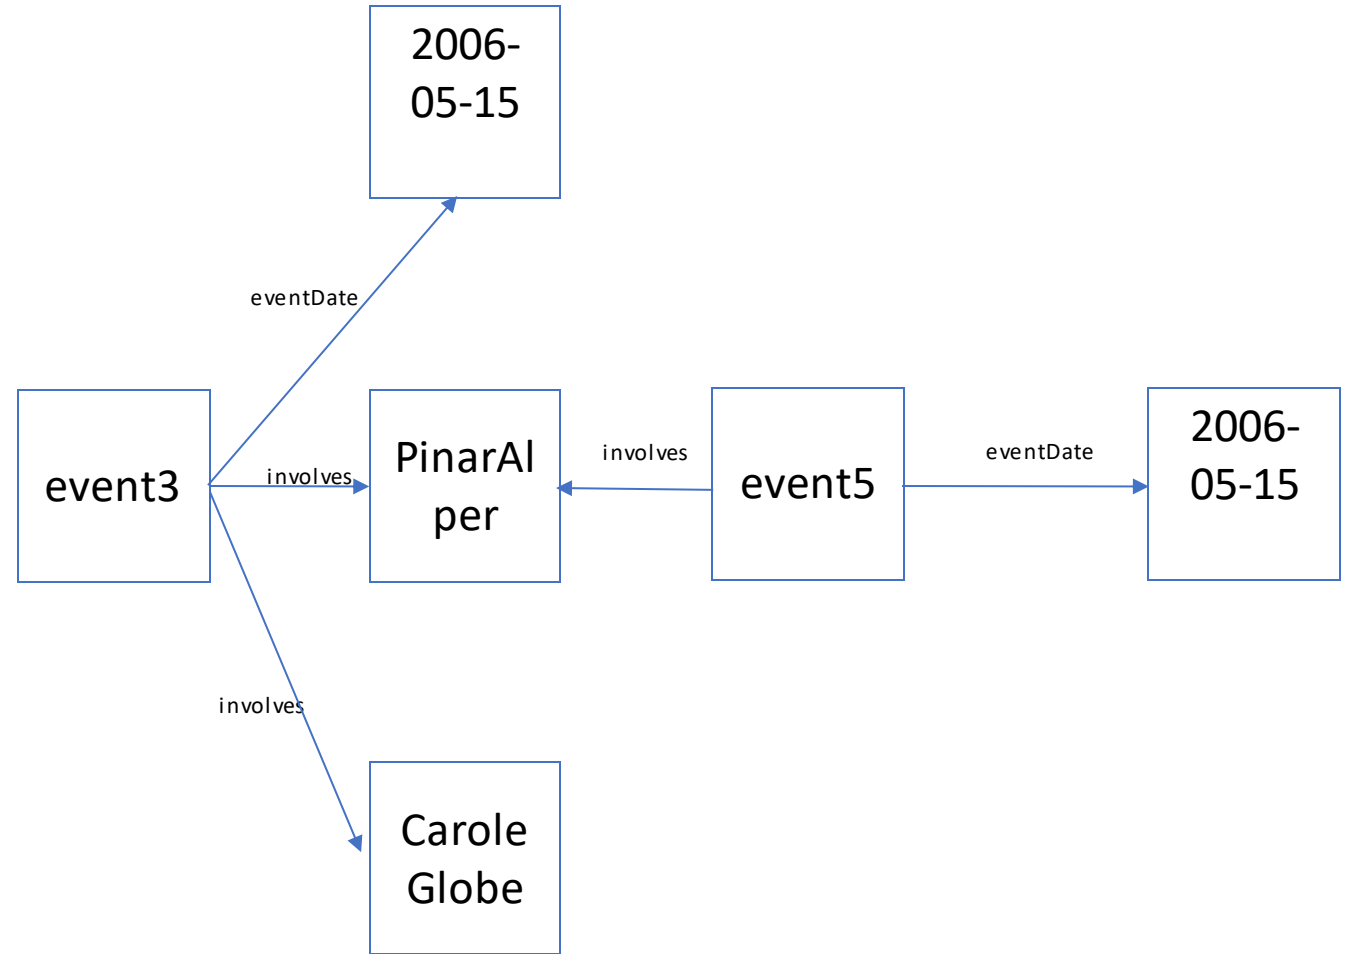 2006-
05-15
eventDate
event3
involves
PinarAl
per
involves
event5
eventDate
2006-
05-15
involves
Carole
Globe